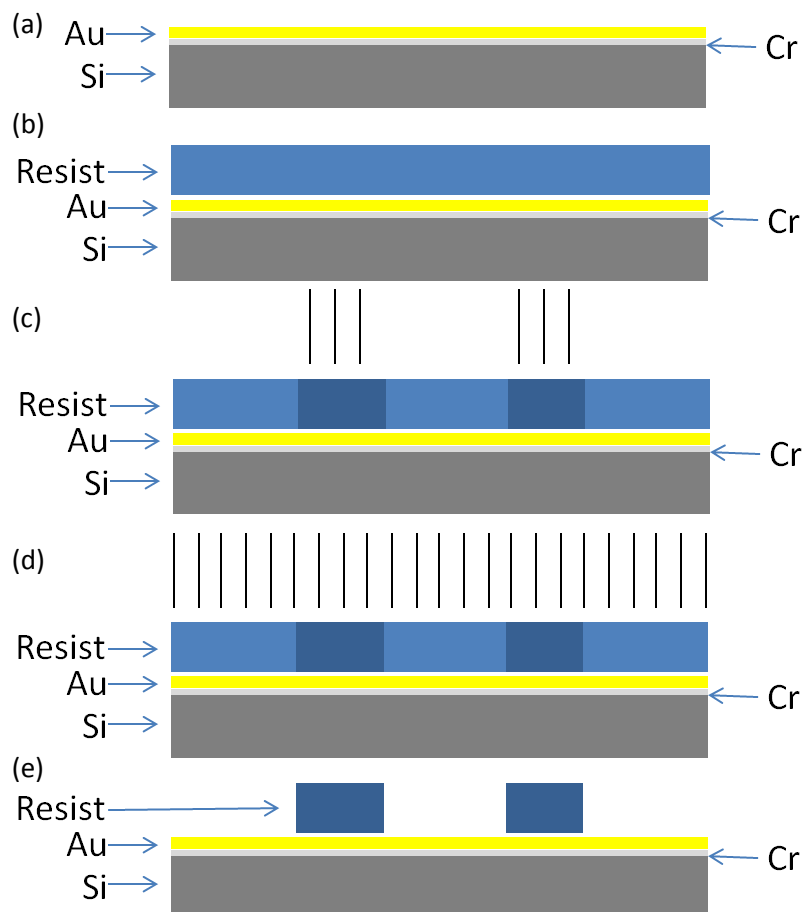 (a)
Au
Cr
Si
(b)
Resist
Au
Cr
Si
(c)
Resist
Au
Cr
Si
(d)
Resist
Au
Cr
Si
(e)
Resist
Au
Cr
Si